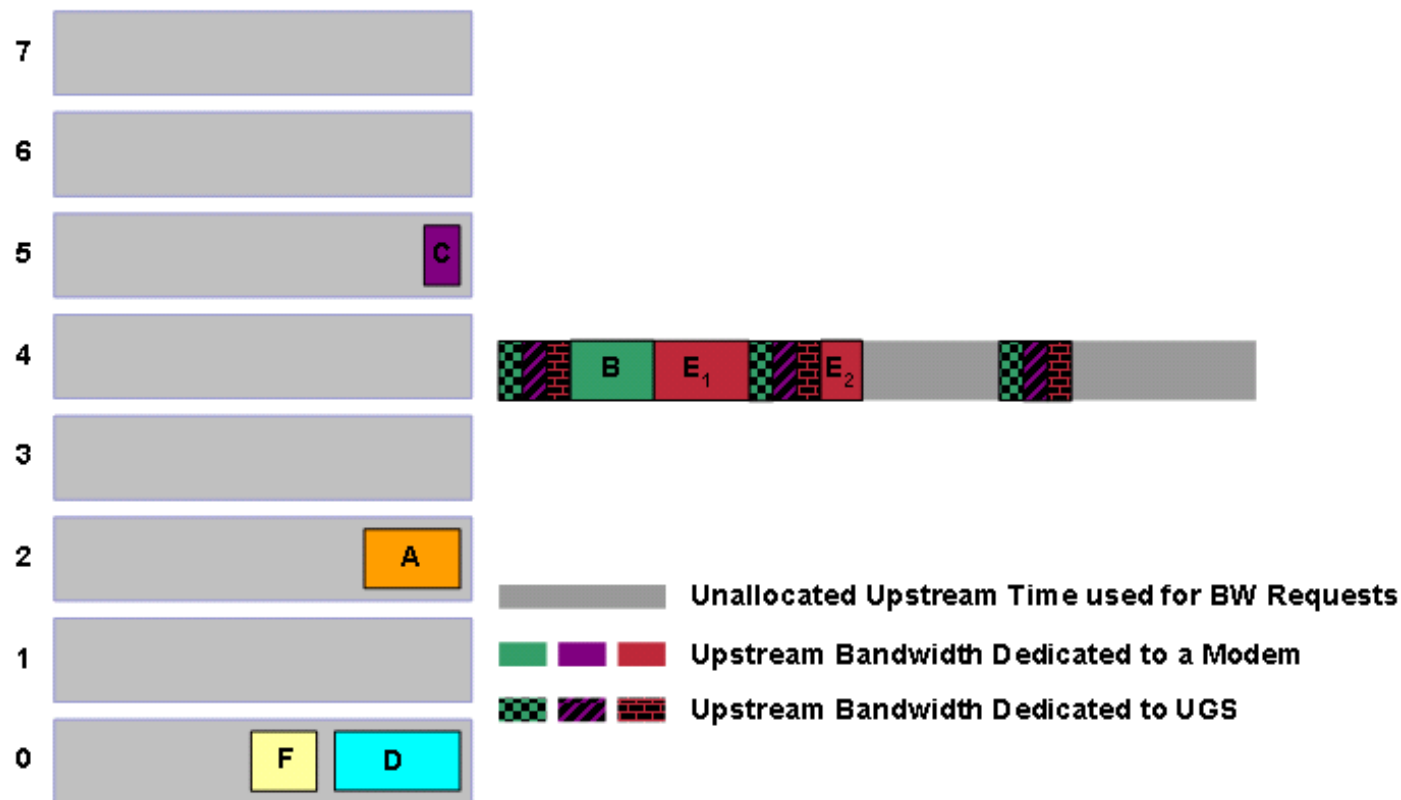 7
6
5
C
4
B
E1
E2
3
2
A
Unallocated Upstream Time used for BW Requests
1
Upstream Bandwidth Dedicated to a Modem
Upstream Bandwidth Dedicated to UGS
0
F
D